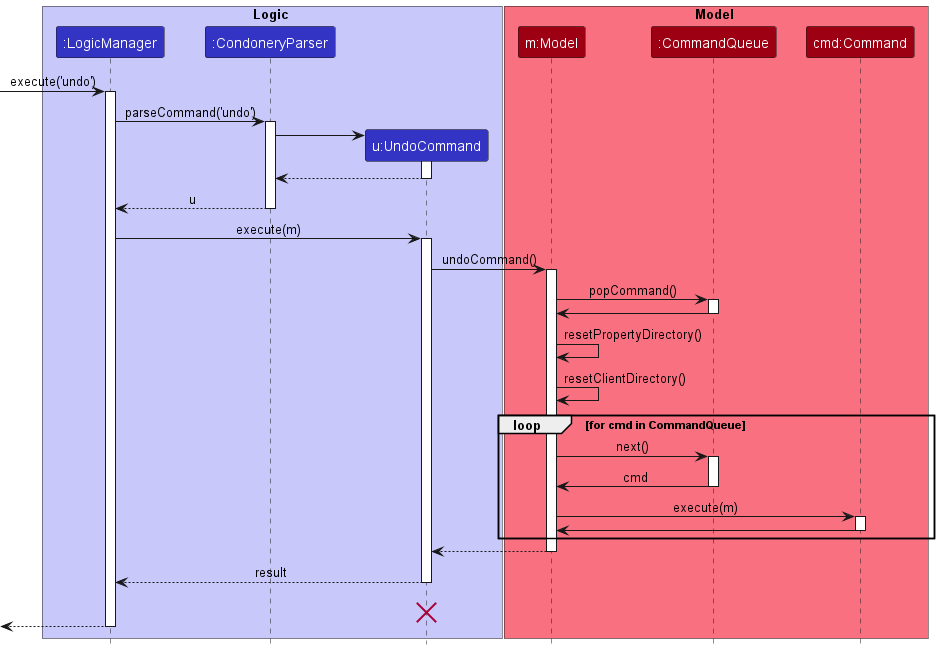 Logic
Model
:LogicManager
:CondoneryParser
m:Model
:CommandQueue
cmd:Command
execute('undo')
parseCommand('undo')
u:UndoCommand
u
execute(m)
undoCommand()
popCommand()
resetPropertyDirectory()
resetClientDirectory()
loop [for cmd in CommandQueue]
next()
cmd
execute(m)
result